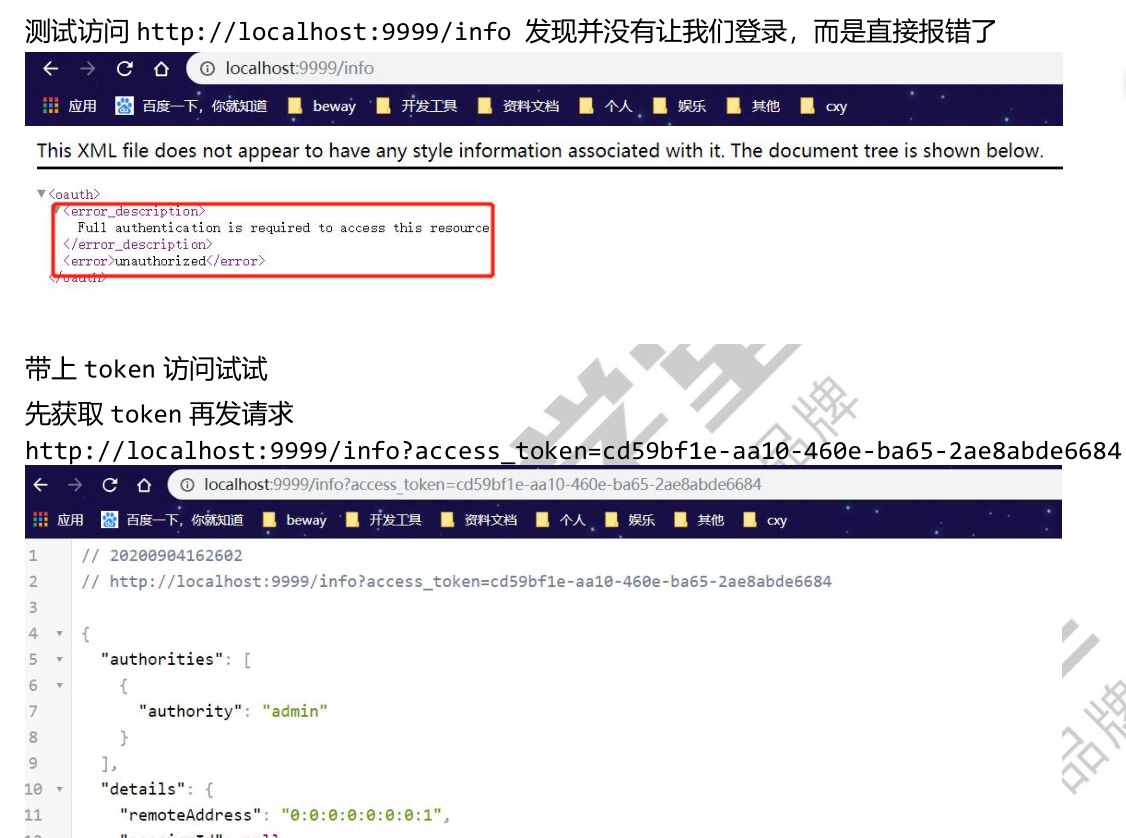 测试访问 http://localhost:9999/info 发现并没有让我们登录，而是直接报错了
localhost:9999/info
应用 百度一下，你就知道 beway 开发工具 资料文档 个人 娱乐 其他 cxy
This XML file does not appear to have any style information associated with it. The document tree is shown below.
▼<oauth>
▼<error_description>
Full authentication is required to access this resource
</error_description>
<error>unauthorized</error>
</oauth>
带上 token 访问试试
先获取 token 再发请求
http://localhost:9999/info?access_token=cd59bf1e-aa10-460e-ba65-2ae8abde6684
localhost:9999/info?access_token=cd59bf1e-aa10-460e-ba65-2ae8abde6684
应用 百度一下，你就知道 beway 开发工具 资料文档 个人 娱乐 其他 cxy
1 // 20200904162602
2 // http://localhost:9999/info?access_token=cd59bf1e-aa10-460e-ba65-2ae8abde6684
3
4 ▼ {
5 ▼ "authorities": [
6 ▼ {
7 "authority": "admin"
8 }
9 ],
10 ▼ "details": {
11 "remoteAddress": "0:0:0:0:0:0:0:1",
学堂
品牌
品牌